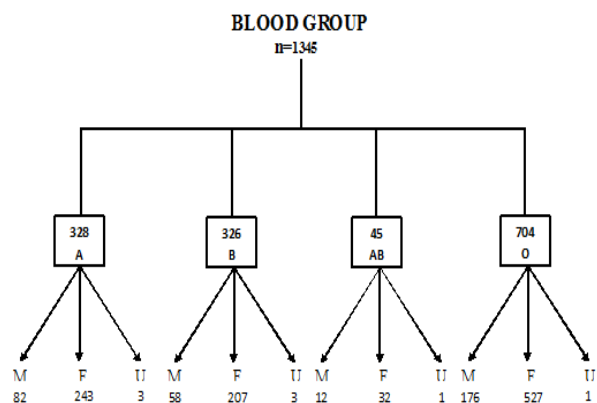 BLOOD GROUP
n=1345
328 326 45 704
A B AB O
M F U M F U M F U M F U
82 243 3 58 207 3 12 32 1 176 527 1